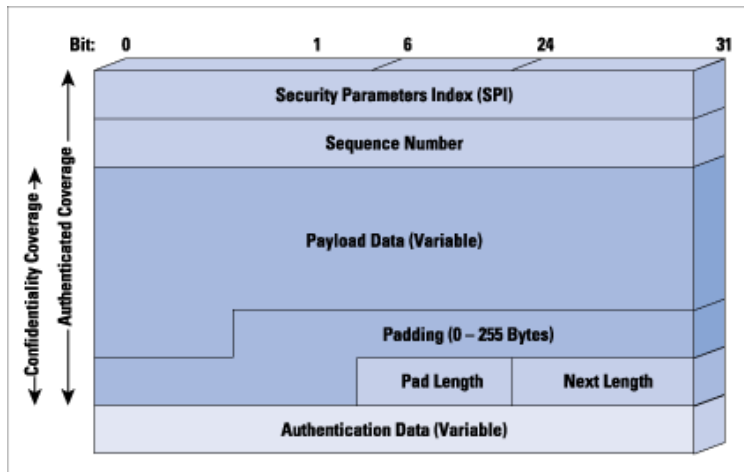 Bit: 0 1 6 24 31
Security Parameters Index (SPI)
Sequence Number
Payload Data (Variable)
Padding (0 – 255 Bytes)
Pad Length Next Length
Authentication Data (Variable)
Confidentiality Coverage
Authenticated Coverage